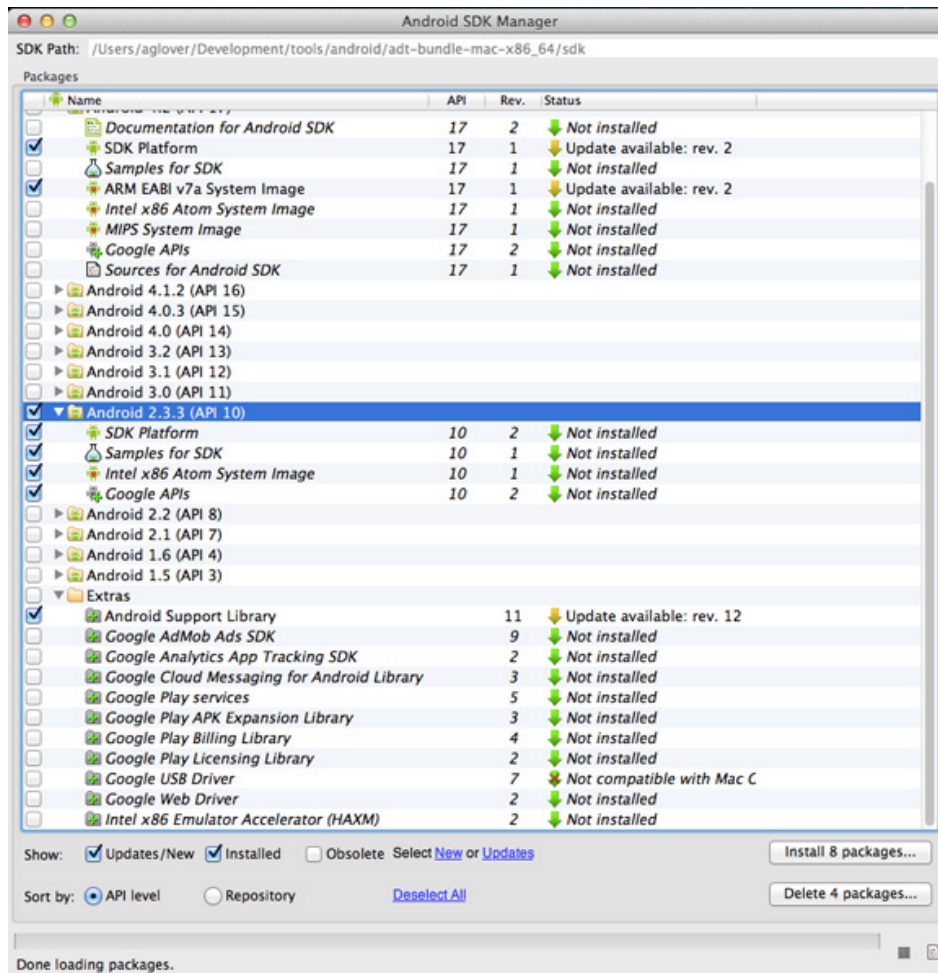 Android SDK Manager
SDK Path: /Users/aglover/Development/tools/android/adt-bundle-mac-x86_64/sdk
Packages
Name API Rev. Status
Android 4.2 (API 17)
Documentation for Android SDK 17 2 Not installed
SDK Platform 17 1 Update available: rev. 2
Samples for SDK 17 1 Not installed
ARM EABI v7a System Image 17 1 Update available: rev. 2
Intel x86 Atom System Image 17 1 Not installed
MIPS System Image 17 1 Not installed
Google APIs 17 2 Not installed
Sources for Android SDK 17 1 Not installed
Android 4.1.2 (API 16)
Android 4.0.3 (API 15)
Android 4.0 (API 14)
Android 3.2 (API 13)
Android 3.1 (API 12)
Android 3.0 (API 11)
Android 2.3.3 (API 10)
SDK Platform 10 2 Not installed
Samples for SDK 10 1 Not installed
Intel x86 Atom System Image 10 1 Not installed
Google APIs 10 2 Not installed
Android 2.2 (API 8)
Android 2.1 (API 7)
Android 1.6 (API 4)
Android 1.5 (API 3)
Extras
Android Support Library 11 Update available: rev. 12
Google AdMob Ads SDK 9 Not installed
Google Analytics App Tracking SDK 2 Not installed
Google Cloud Messaging for Android Library 3 Not installed
Google Play services 5 Not installed
Google Play APK Expansion Library 3 Not installed
Google Play Billing Library 4 Not installed
Google Play Licensing Library 2 Not installed
Google USB Driver 7 Not compatible with Mac O
Google Web Driver 2 Not installed
Intel x86 Emulator Accelerator (HAXM) 2 Not installed
Show: Updates/New Installed Obsolete Select New or Updates Install 8 packages...
Sort by: API level Repository Deselect All Delete 4 packages...
Done loading packages.